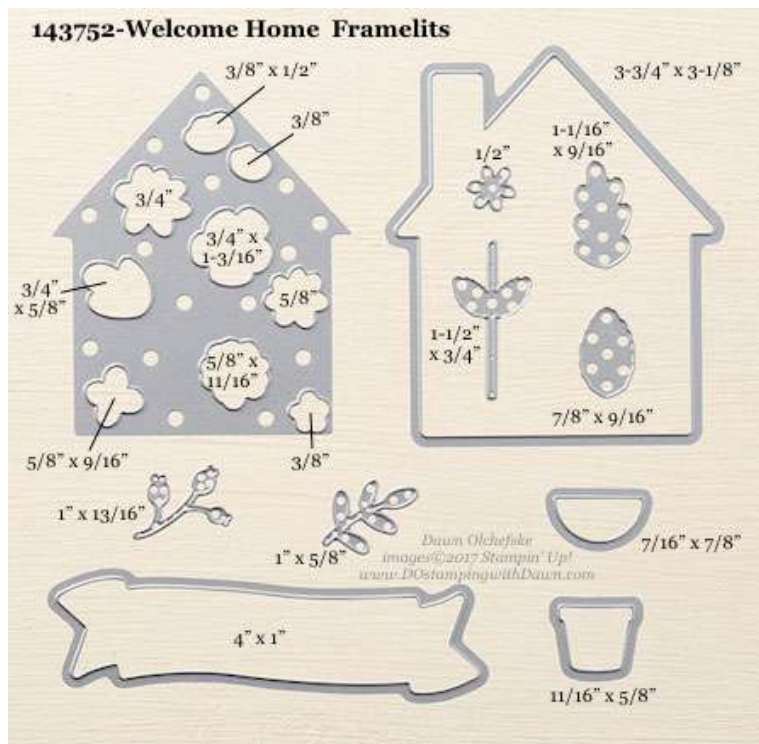 143752-Welcome Home Framelits
3/8” x 1/2”
3/8”
3/4”
3/4” x
1-3/16”
3/4”
x 5/8”
5/8”
5/8” x
11/16”
5/8” x 9/16”
3/8”
3-3/4” x 3-1/8”
1/2”
1-1/16”
x 9/16”
1-1/2”
x 3/4”
7/8” x 9/16”
1” x 13/16”
1” x 5/8”
7/16” x 7/8”
Dawn Olchefske
images©2017 Stampin’ Up!
www.DOstampingwithDawn.com
4” x 1”
11/16” x 5/8”